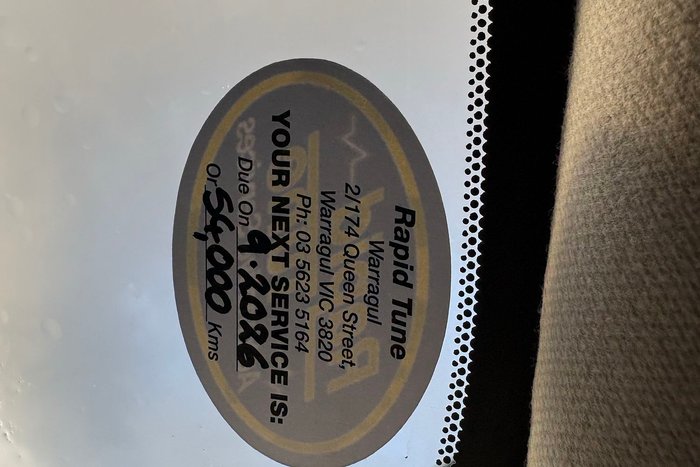 Rapid Tune
Warragul
2/174 Queen Street,
Warragul VIC 3820
Ph: 03 5623 5164
YOUR NEXT SERVICE IS:
Due On 9.2026
Or 54,000 Kms